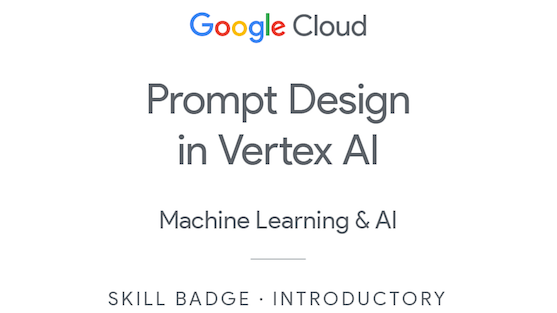 Google Cloud
Prompt Design
in Vertex AI
Machine Learning & AI
SKILL BADGE · INTRODUCTORY